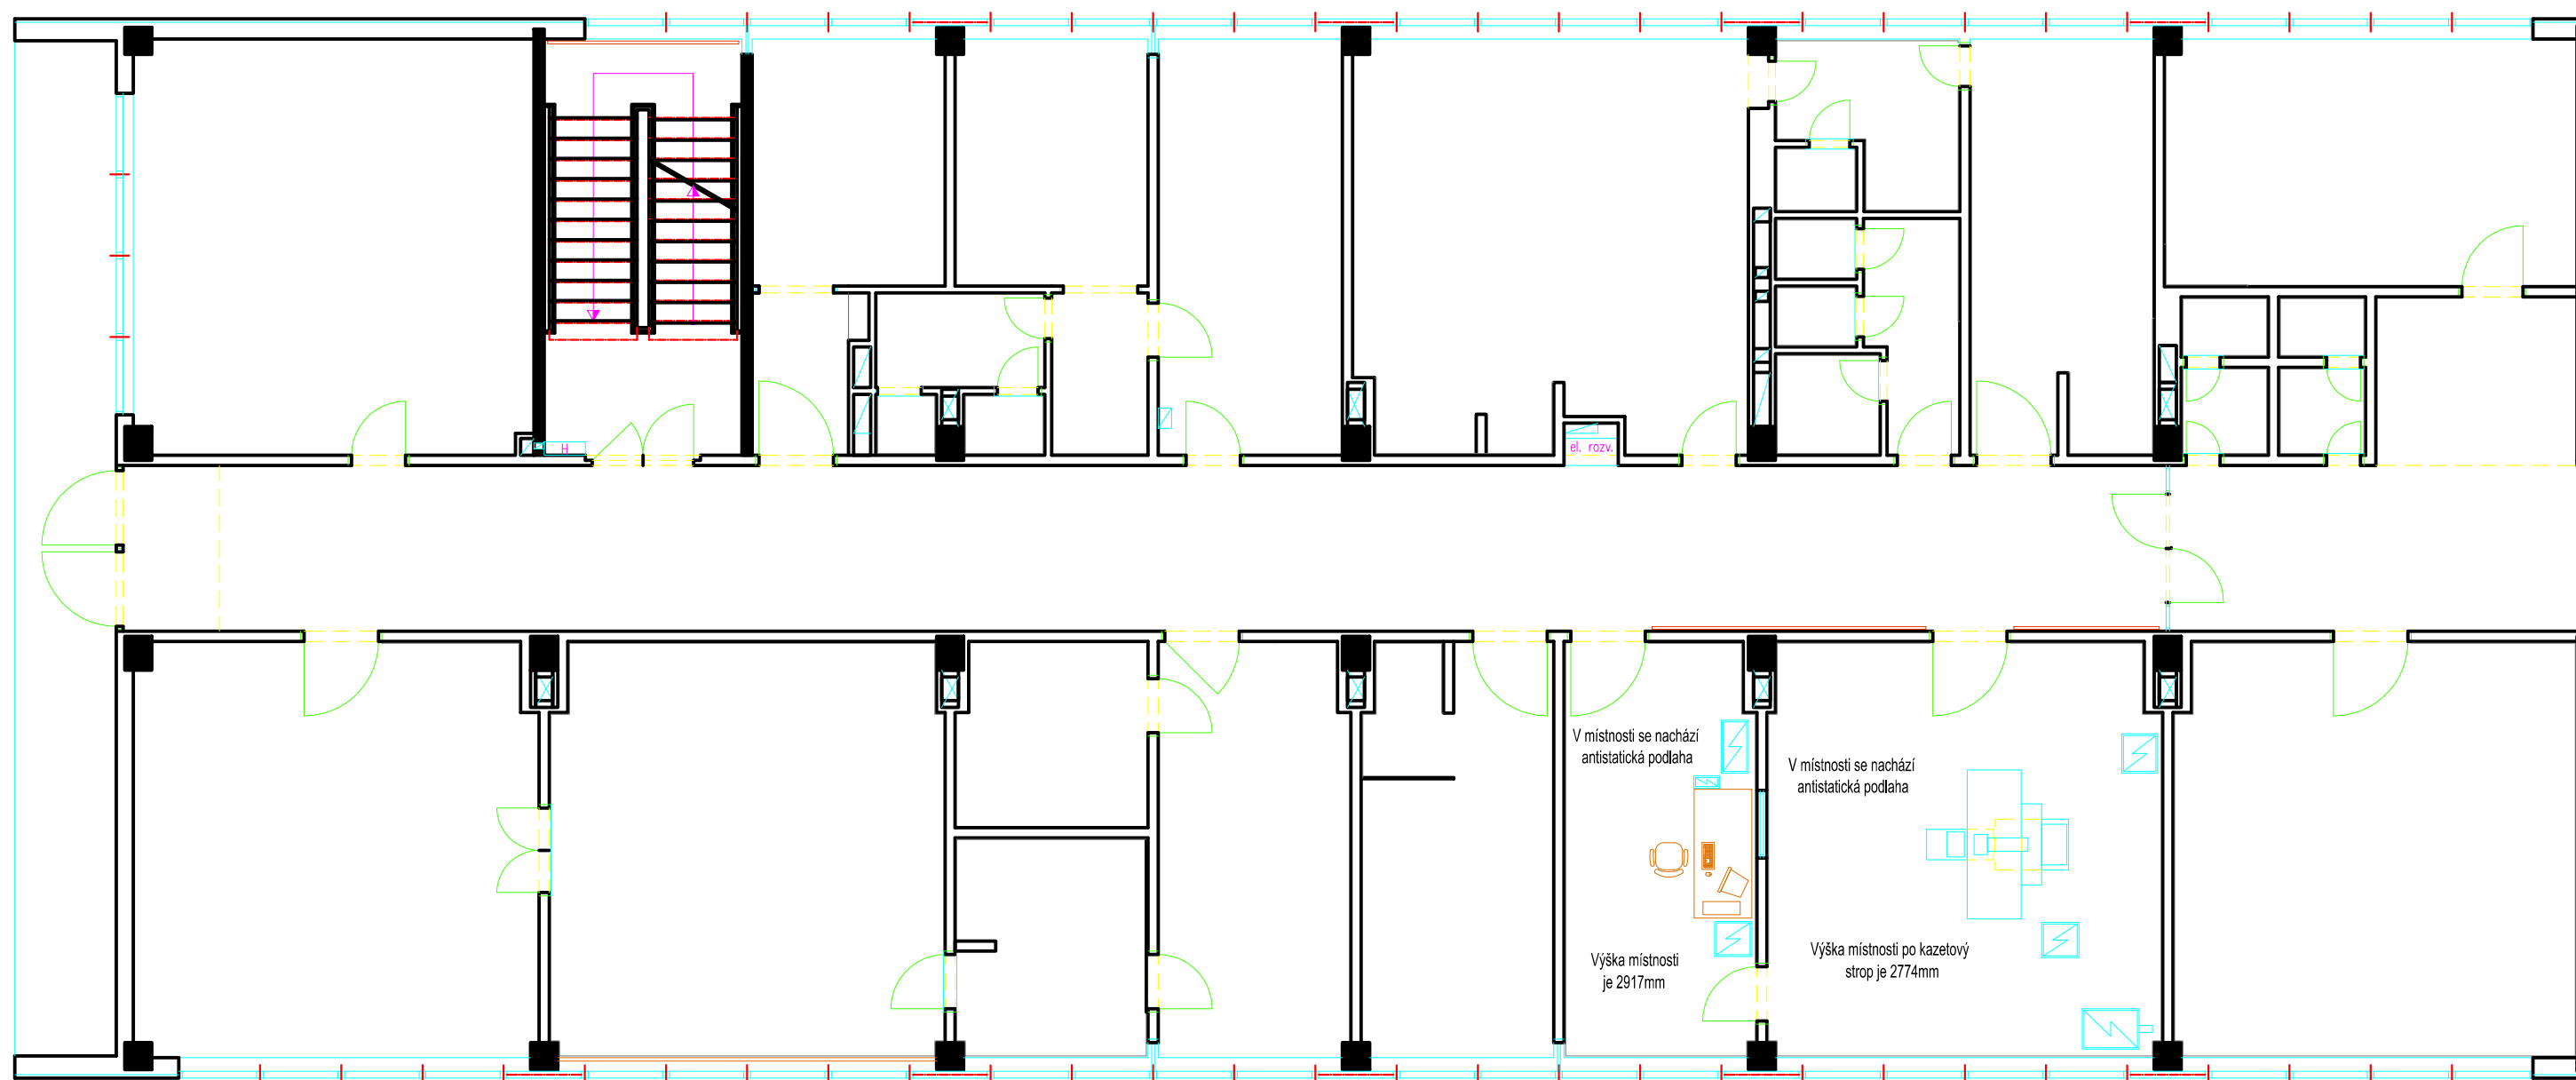 H
el. rozv.
V místnosti se nachází
antistatická podlaha
V místnosti se nachází
antistatická podlaha
Výška místnosti
je 2917mm
Výška místnosti po kazetový
strop je 2774mm